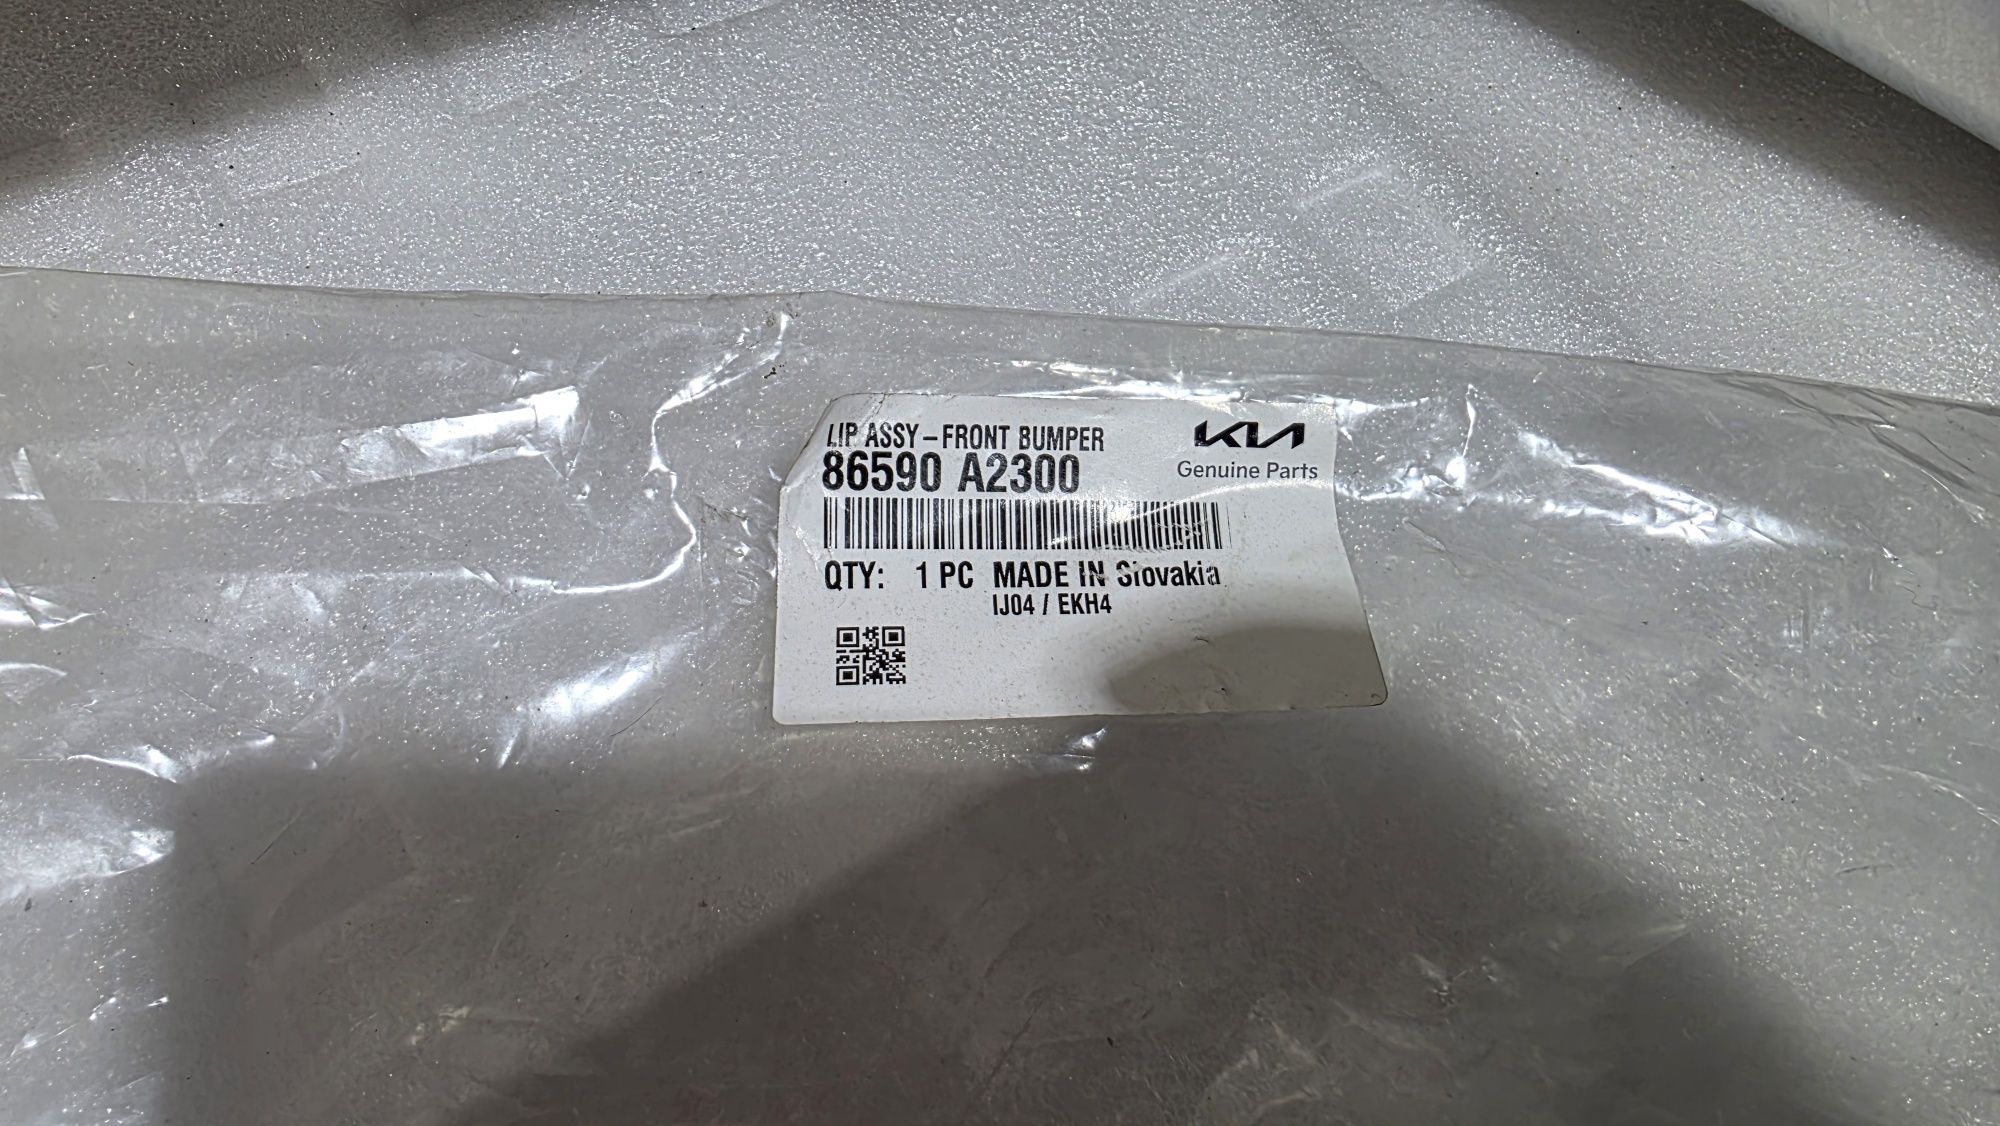 LIP ASSY-FRONT BUMPER
86590 A2300
KIA
Genuine Parts
QTY: 1 PC MADE IN Slovakia
IJ04 / EKH4